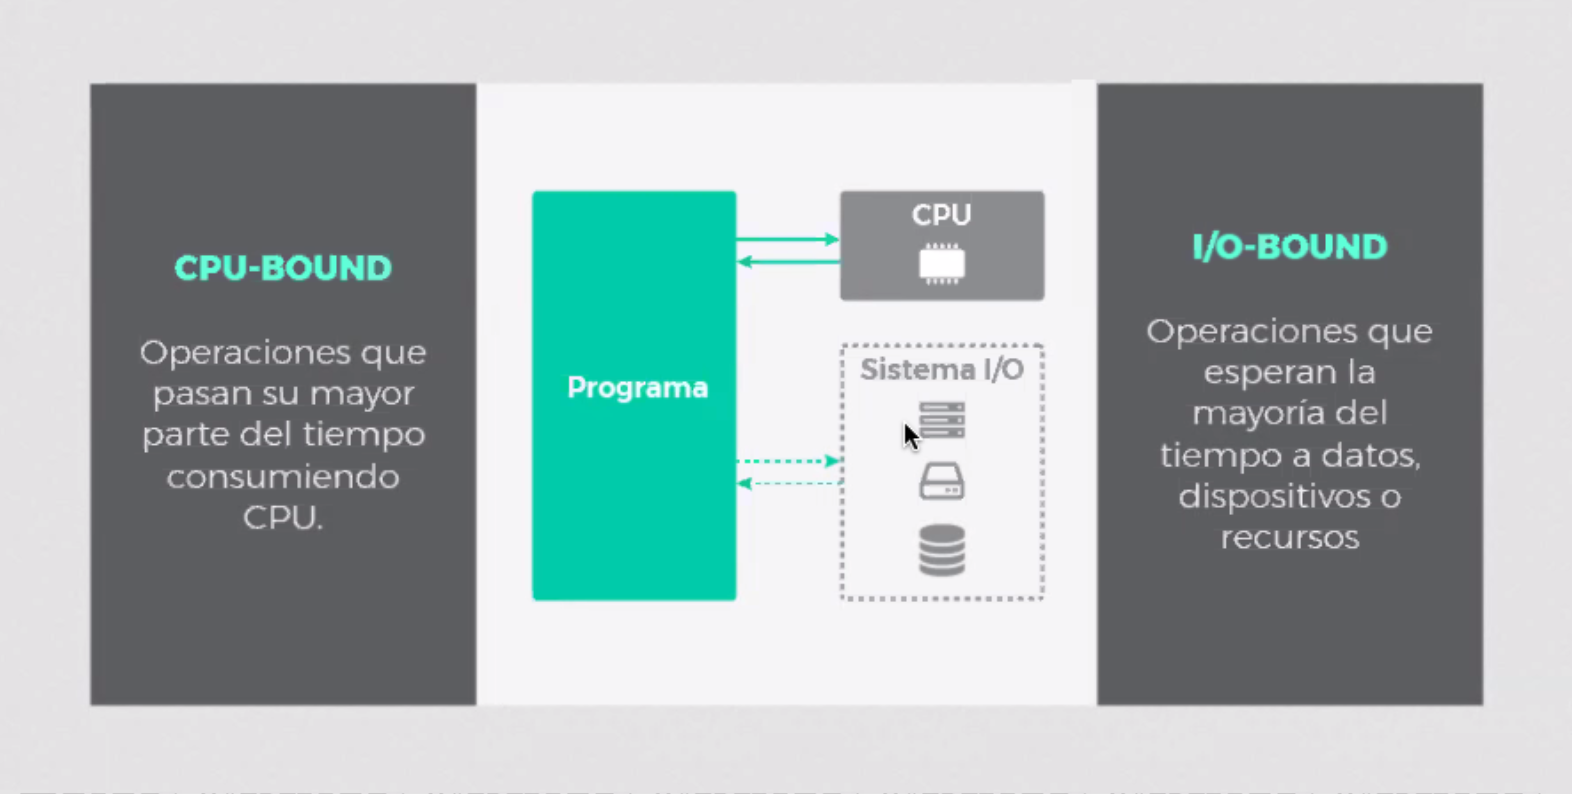 CPU-BOUND
Operaciones que
pasan su mayor
parte del tiempo
consumiendo
CPU.
Programa
CPU
Sistema I/O
I/O-BOUND
Operaciones que
esperan la
mayoría del
tiempo a datos,
dispositivos o
recursos